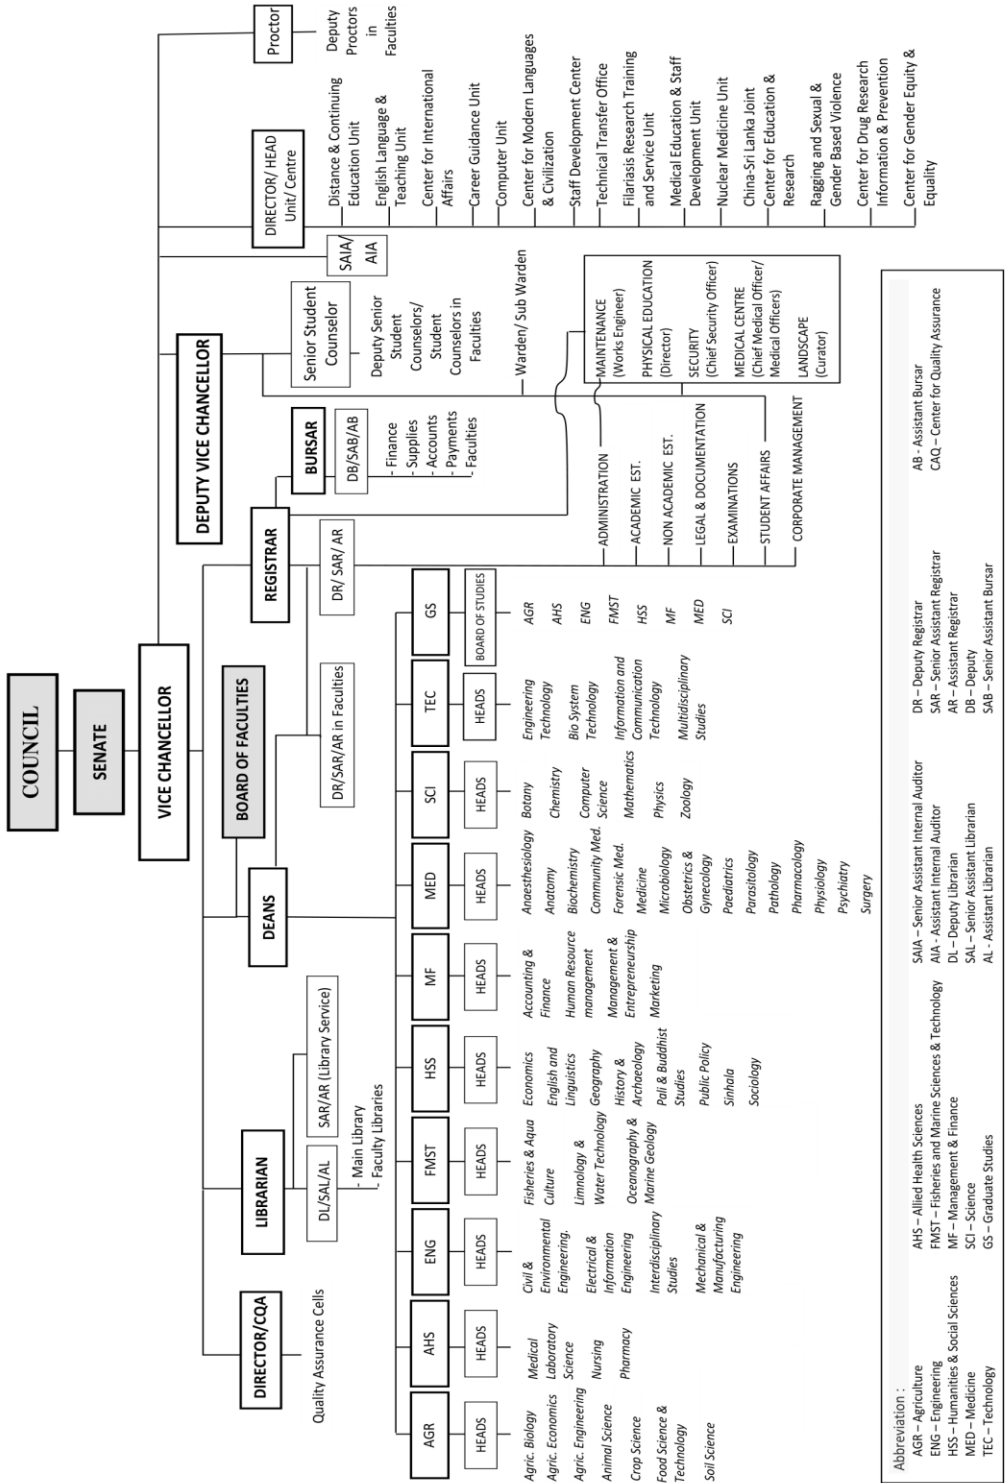 COUNCIL
SENATE
VICE CHANCELLOR
BOARD OF FACULTIES
DEPUTY VICE CHANCELLOR
DIRECTOR/CQA
Quality Assurance Cells
LIBRARIAN
DL/SAL/AL
SAR/AR (Library Service)
- Main Library
- Faculty Libraries
DEANS
DR/SAR/AR in Faculties
REGISTRAR
DR/ SAR/ AR
BURSAR
DB/SAB/AB
- Finance
- Supplies
- Accounts
- Payments
- Faculties
Senior Student
Counselor
Deputy Senior
Student
Counselors/
Student
Counselors in
Faculties
SAIA/
AIA
DIRECTOR/ HEAD
Unit/ Centre
Distance & Continuing
Education Unit
English Language &
Teaching Unit
Center for International
Affairs
Career Guidance Unit
Computer Unit
Center for Modern Languages
& Civilization
Staff Development Center
Technical Transfer Office
Filariasis Research Training
and Service Unit
Medical Education & Staff
Development Unit
Nuclear Medicine Unit
China-Sri Lanka Joint
Center for Education &
Research
Ragging and Sexual &
Gender Based Violence
Center for Drug Research
Information & Prevention
Center for Gender Equity &
Equality
Proctor
Deputy
Proctors
in
Faculties
Warden/ Sub Warden
ADMINISTRATION
ACADEMIC EST.
NON ACADEMIC EST.
LEGAL & DOCUMENTATION
EXAMINATIONS
STUDENT AFFAIRS
CORPORATE MANAGEMENT
MAINTENANCE
(Works Engineer)
PHYSICAL EDUCATION
(Director)
SECURITY
(Chief Security Officer)
MEDICAL CENTRE
(Chief Medical Officer/
Medical Officers)
LANDSCAPE
(Curator)
AGR
HEADS
Agric. Biology
Agric. Economics
Agric. Engineering
Animal Science
Crop Science
Food Science &
Technology
Soil Science
AHS
HEADS
Medical
Laboratory
Science
Nursing
Pharmacy
ENG
HEADS
Civil &
Environmental
Engineering.
Electrical &
Information
Engineering
Interdisciplinary
Studies
Mechanical &
Manufacturing
Engineering
FMST
HEADS
Fisheries & Aqua
Culture
Limnology &
Water Technology
Oceanography &
Marine Geology
HSS
HEADS
Economics
English and
Linguistics
Geography
History &
Archaeology
Pali & Buddhist
Studies
Public Policy
Sinhala
Sociology
MF
HEADS
Accounting &
Finance
Human Resource
management
Management &
Entrepreneurship
Marketing
MED
HEADS
Anaesthesiology
Anatomy
Biochemistry
Community Med.
Forensic Med.
Medicine
Microbiology
Obstetrics &
Gynecology
Paediatrics
Parasitology
Pathology
Pharmacology
Physiology
Psychiatry
Surgery
SCI
HEADS
Botany
Chemistry
Computer
Science
Mathematics
Physics
Zoology
TEC
HEADS
Engineering
Technology
Bio System
Technology
Information and
Communication
Technology
Multidisciplinary
Studies
GS
BOARD OF STUDIES
AGR
AHS
ENG
FMST
HSS
MF
MED
SCI
Abbreviation :
AGR – Agriculture
ENG – Engineering
HSS – Humanities & Social Sciences
MED – Medicine
TEC – Technology
AHS – Allied Health Sciences
FMST – Fisheries and Marine Sciences & Technology
MF – Management & Finance
SCI – Science
GS – Graduate Studies
SAIA – Senior Assistant Internal Auditor
AIA - Assistant Internal Auditor
DL – Deputy Librarian
SAL – Senior Assistant Librarian
AL - Assistant Librarian
DR – Deputy Registrar
SAR – Senior Assistant Registrar
AR – Assistant Registrar
DB – Deputy
SAB – Senior Assistant Bursar
AB - Assistant Bursar
CAQ – Center for Quality Assurance